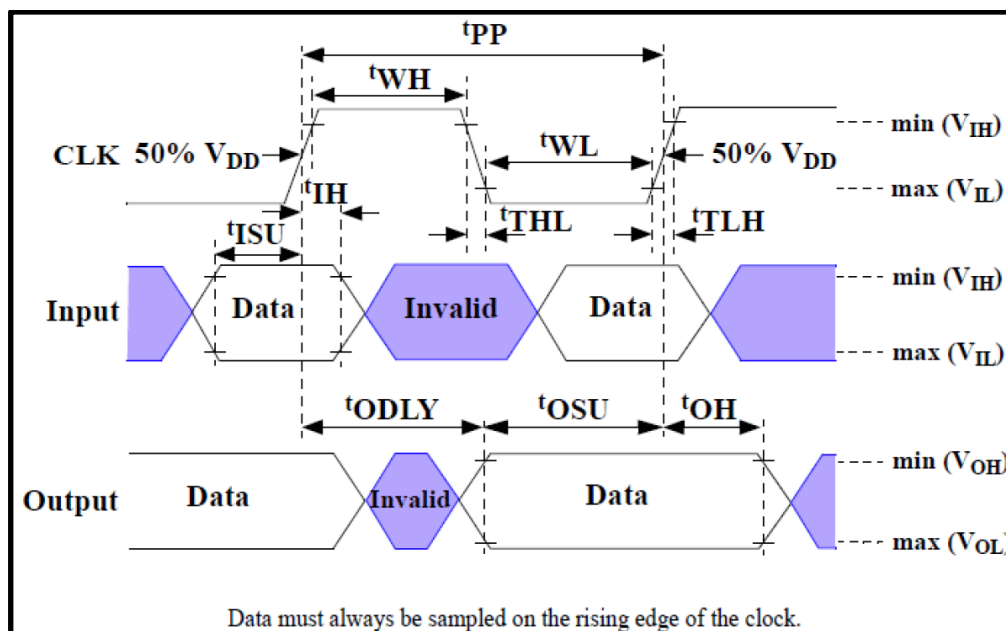 tPP
tWH
min (VIH)
CLK 50% VDD
tWL
50% VDD
tIH
max (VIL)
tISU
tTHL
tTLH
min (VIH)
Input
Data
Invalid
Data
max (VIL)
tODLY
tOSU
tOH
min (VOH)
Output
Data
Invalid
Data
max (VOL)
Data must always be sampled on the rising edge of the clock.